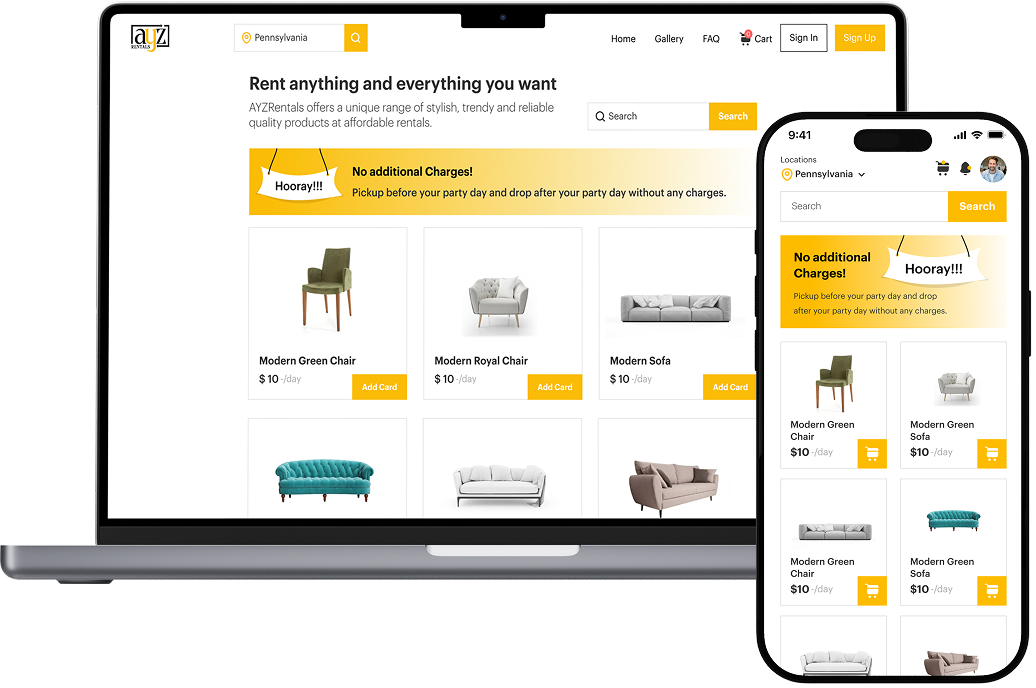 ayz
RENTALS
Pennsylvania
Home
Gallery
FAQ
Cart
Sign In
Sign Up
Rent anything and everything you want
AYZRentals offers a unique range of stylish, trendy and reliable
quality products at affordable rentals.
Search
Search
Hooray!!!
No additional Charges!
Pickup before your party day and drop after your party day without any charges.
Modern Green Chair
$ 10 -/day
Add Card
Modern Royal Chair
$ 10 -/day
Add Card
Modern Sofa
$ 10 -/day
Add Card
9:41
Locations
Pennsylvania
Search
Search
No additional
Charges!
Hooray!!!
Pickup before your party day and drop
after your party day without any charges.
Modern Green
Chair
$10 -/day
Modern Green
Sofa
$10 -/day
Modern Green
Chair
$10 -/day
Modern Green
Sofa
$10 -/day